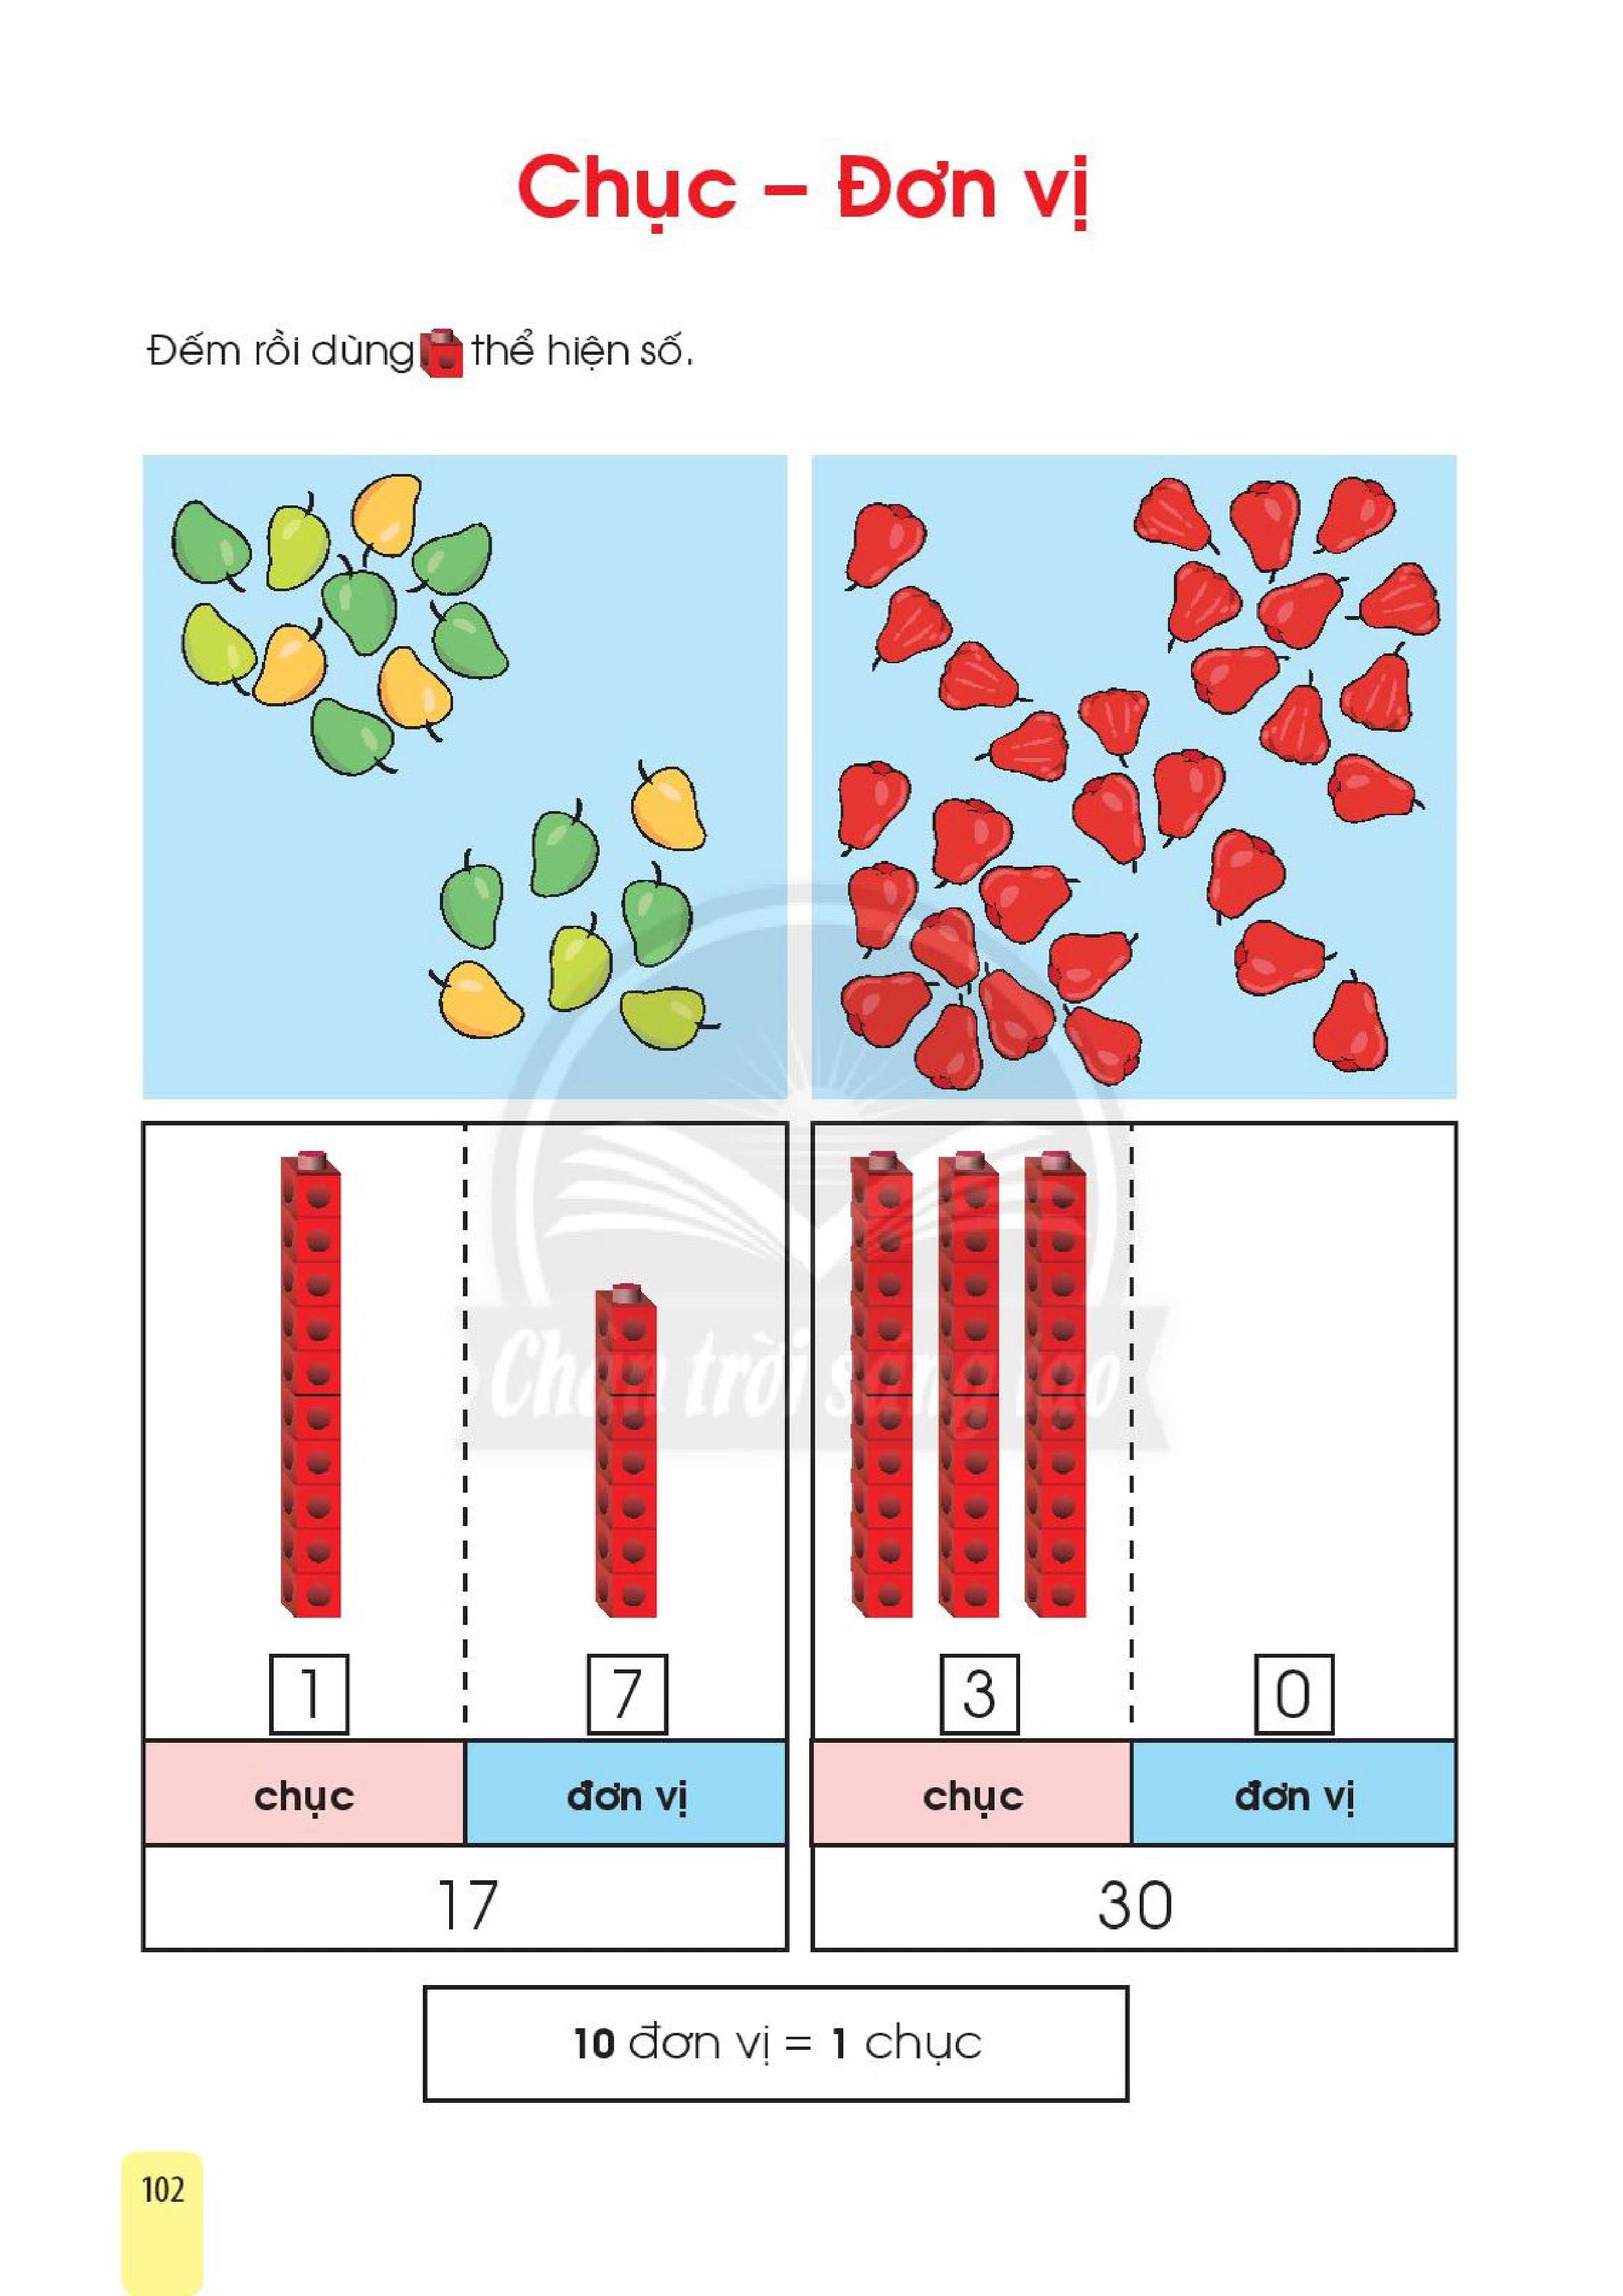 Chục – Đơn vị
Đếm rồi dùng thể hiện số.
Chân trời sáng tạo
1 7 3 0
chục đơn vị chục đơn vị
17 30
10 đơn vị = 1 chục
102